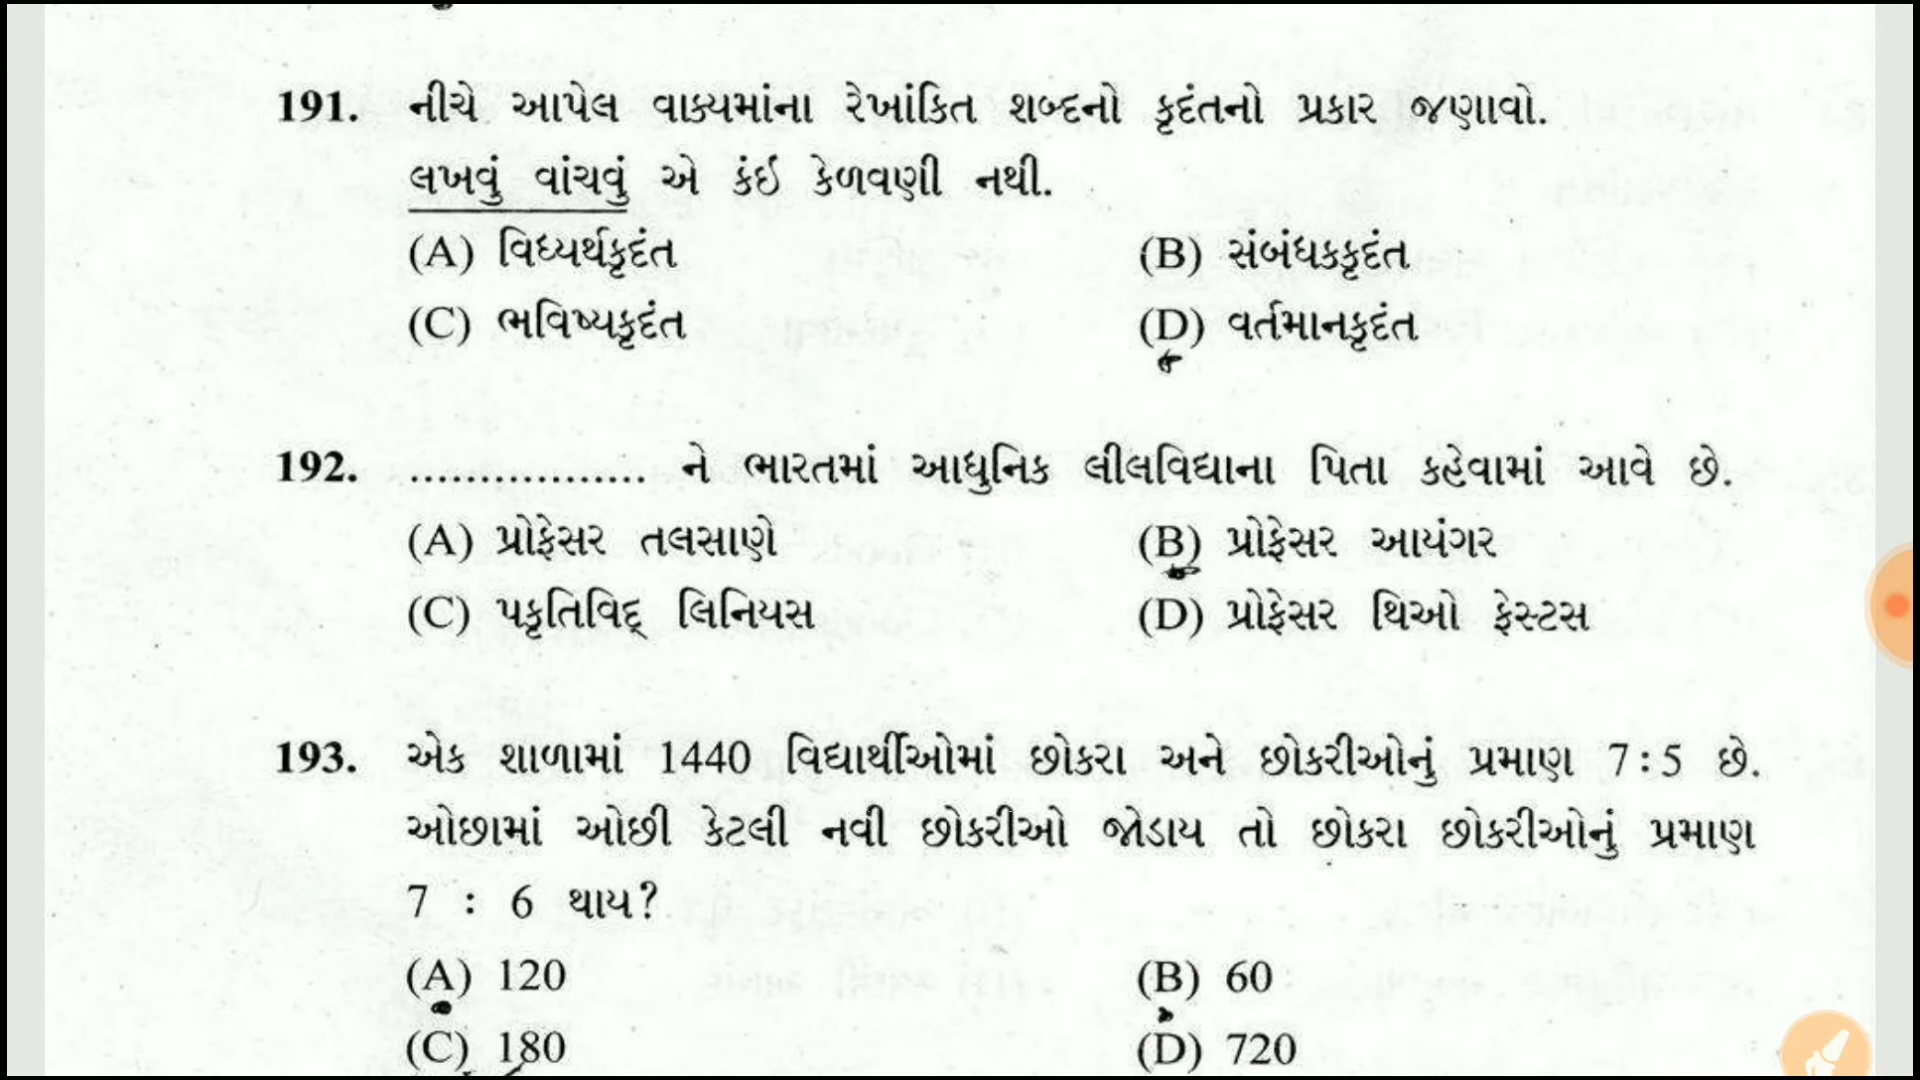 191. નીચે આપેલ વાક્યમાંના રેખાંકિત શબ્દનો કૃદંતનો પ્રકાર જણાવો.
લખવું વાંચવું એ કંઇ કેળવણી નથી.
(A) વિધ્યર્થકૃદંત (B) સંબંધકકૃદંત
(C) ભવિષ્યકૃદંત (D) વર્તમાનકૃદંત
192. ................. ને ભારતમાં આધુનિક લીલવિદ્યાના પિતા કહેવામાં આવે છે.
(A) પ્રોફેસર તલસાણે (B) પ્રોફેસર આયંગર
(C) પકૃતિવિદ્ લિનિયસ (D) પ્રોફેસર થિઓ ફેસ્ટસ
193. એક શાળામાં 1440 વિદ્યાર્થીઓમાં છોકરા અને છોકરીઓનું પ્રમાણ 7:5 છે.
ઓછામાં ઓછી કેટલી નવી છોકરીઓ જોડાય તો છોકરા છોકરીઓનું પ્રમાણ
7 : 6 થાય?
(A) 120 (B) 60
(C) 180 (D) 720